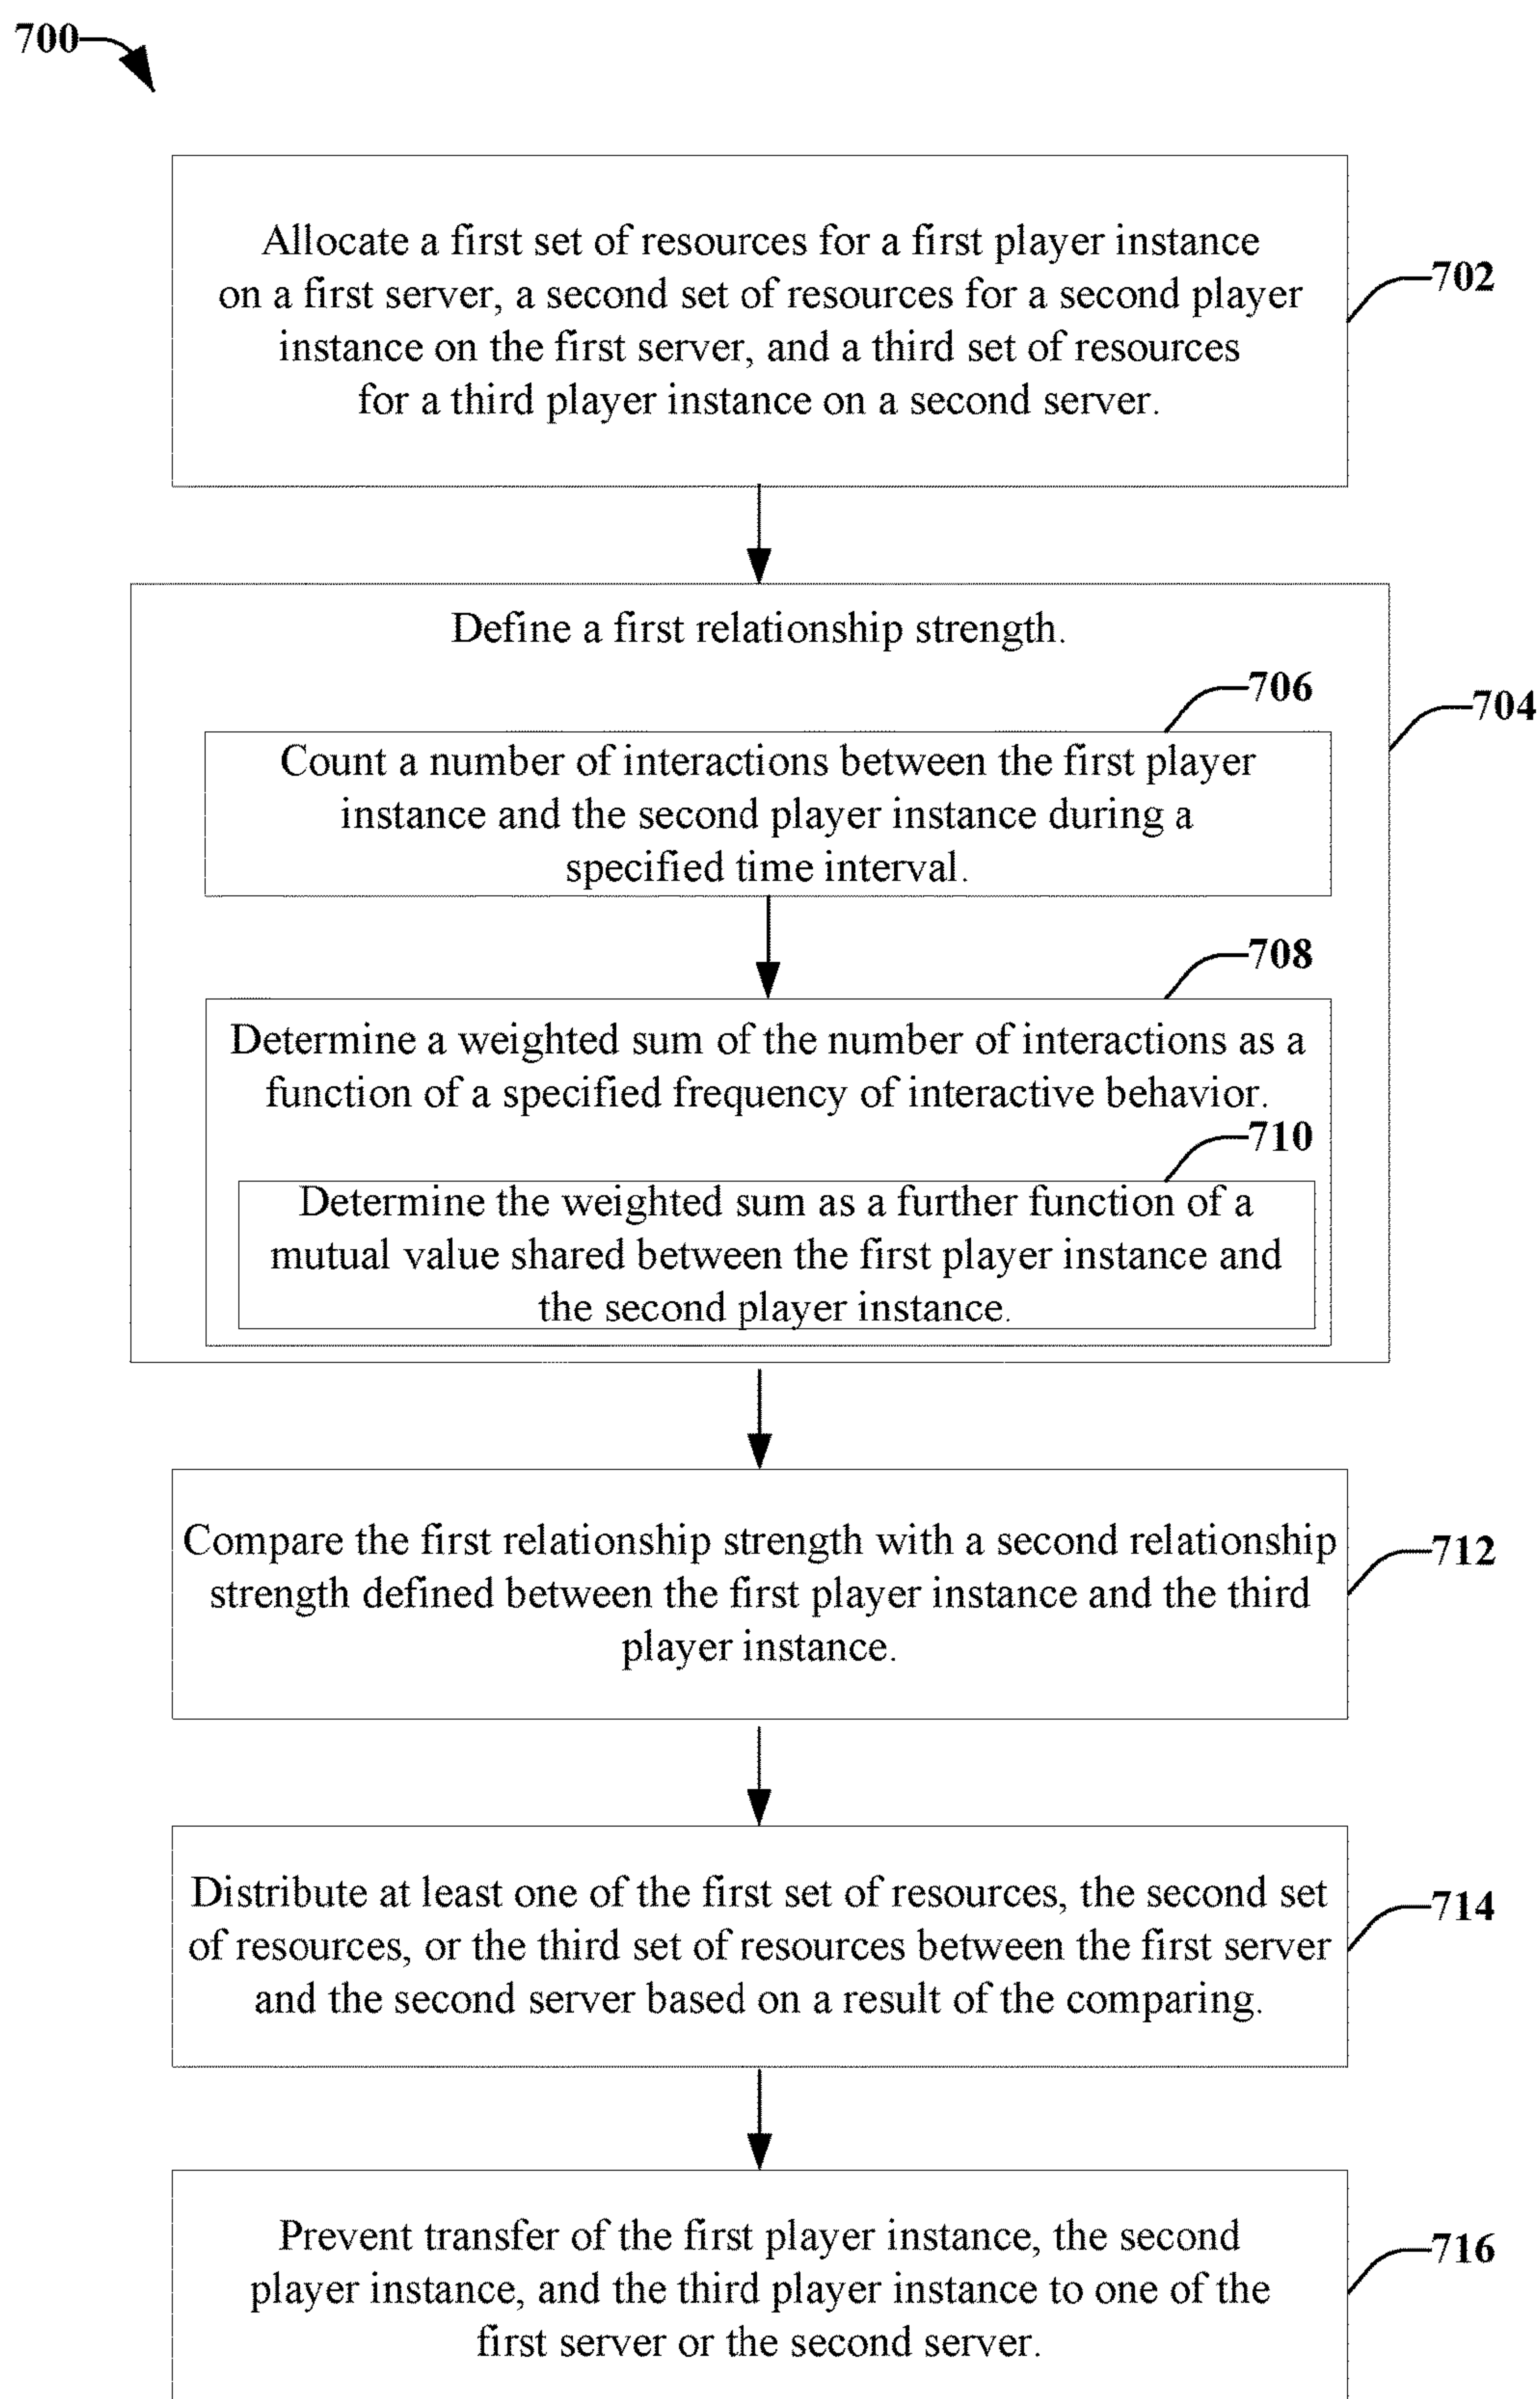 700
Allocate a first set of resources for a first player instance
on a first server, a second set of resources for a second player
instance on the first server, and a third set of resources
for a third player instance on a second server.
702
Define a first relationship strength.
704
706
Count a number of interactions between the first player
instance and the second player instance during a
specified time interval.
708
Determine a weighted sum of the number of interactions as a
function of a specified frequency of interactive behavior.
710
Determine the weighted sum as a further function of a
mutual value shared between the first player instance and
the second player instance.
Compare the first relationship strength with a second relationship
strength defined between the first player instance and the third
player instance.
712
Distribute at least one of the first set of resources, the second set
of resources, or the third set of resources between the first server
and the second server based on a result of the comparing.
714
Prevent transfer of the first player instance, the second
player instance, and the third player instance to one of the
first server or the second server.
716